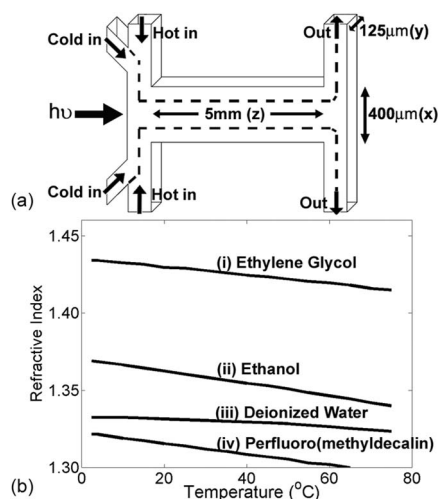 Cold in
Hot in
Out
125μm(y)
hυ
5mm (z)
400μm(x)
Cold in
Hot in
Out
(a)
1.45
(i) Ethylene Glycol
1.40
Refractive Index
(ii) Ethanol
1.35
(iii) Deionized Water
(iv) Perfluoro(methyldecalin)
1.30
0 20 40 60 80
Temperature (°C)
(b)